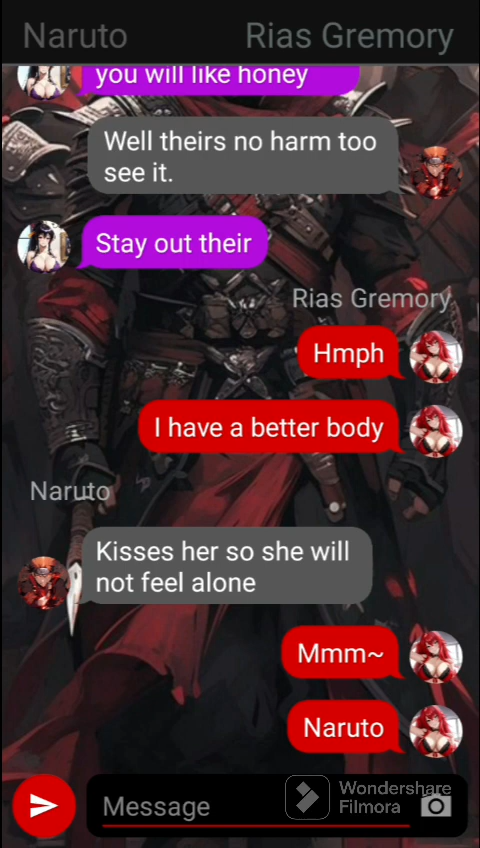 Naruto Rias Gremory
you will like honey
Well theirs no harm too
see it.
Stay out their
Rias Gremory
Hmph
I have a better body
Naruto
Kisses her so she will
not feel alone
Mmm~
Naruto
Message
Wondershare
Filmora